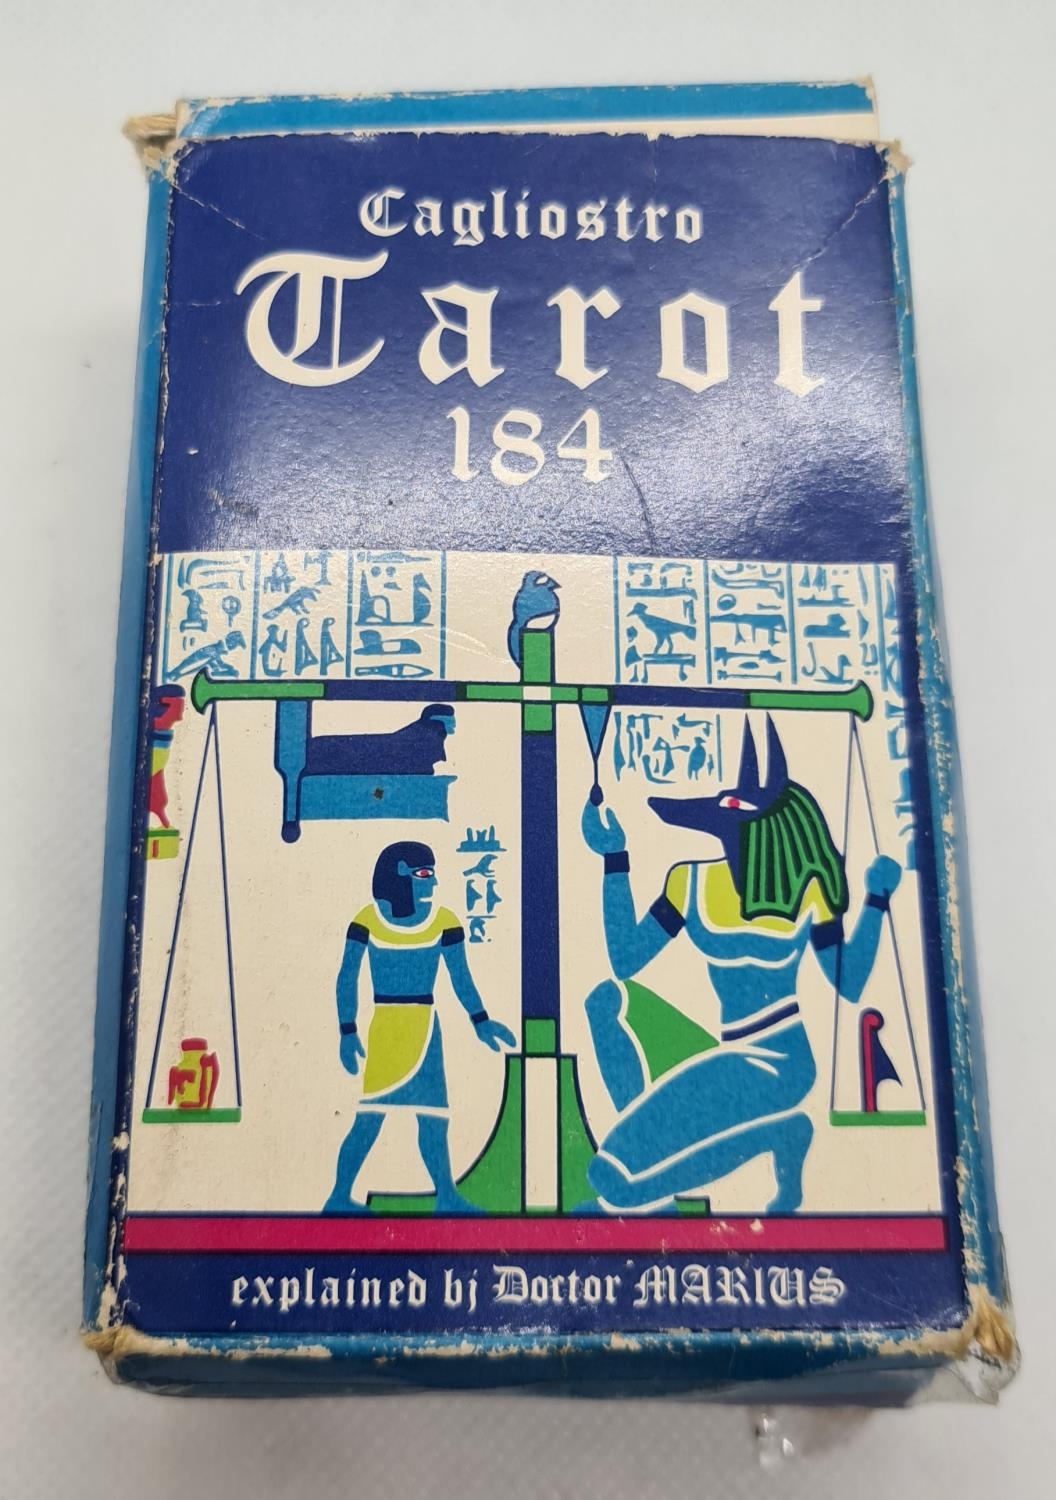 Cagliostro
Tarot
184
explained bj Doctor MARIUS